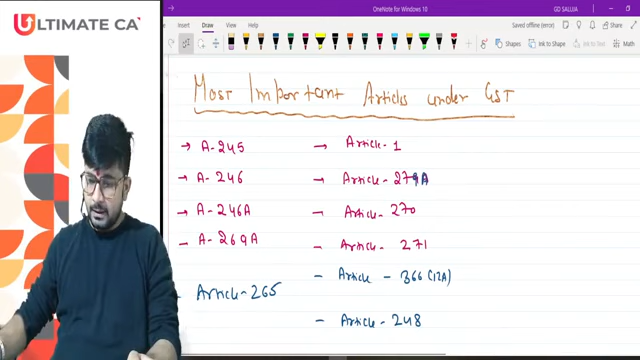 ULTIMATE CA
OneNote for Windows 10
GD SALUJA
Insert
Draw
View
Saved offline (error)
Shapes
Ink to Shape
Ink to Text
Math
Most Important Articles under GST
→ A-245
→ A-246
→ A-246A
– A-269A
Article-265
→ Article-1
→ Article-279A
→ Article-270
– Article-271
– Article - 366 (12A)
– Article-248